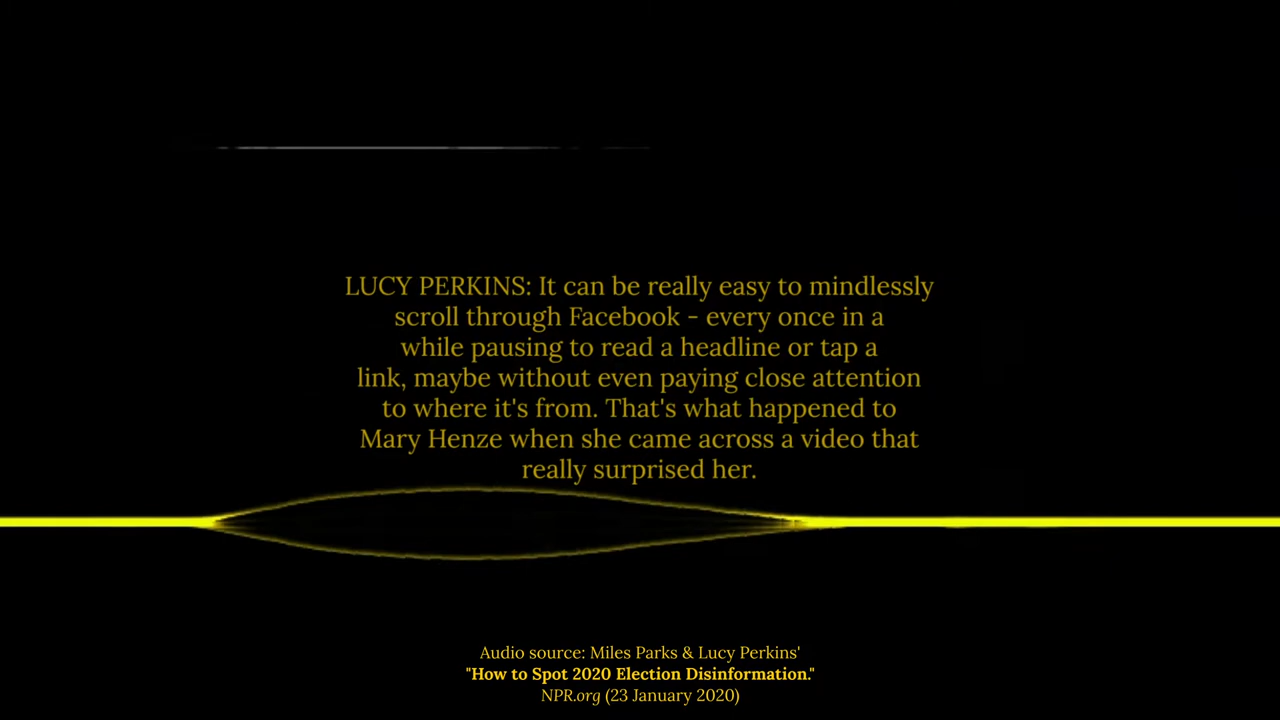 LUCY PERKINS: It can be really easy to mindlessly
scroll through Facebook - every once in a
while pausing to read a headline or tap a
link, maybe without even paying close attention
to where it's from. That's what happened to
Mary Henze when she came across a video that
really surprised her.
Audio source: Miles Parks & Lucy Perkins'
"How to Spot 2020 Election Disinformation."
NPR.org (23 January 2020)